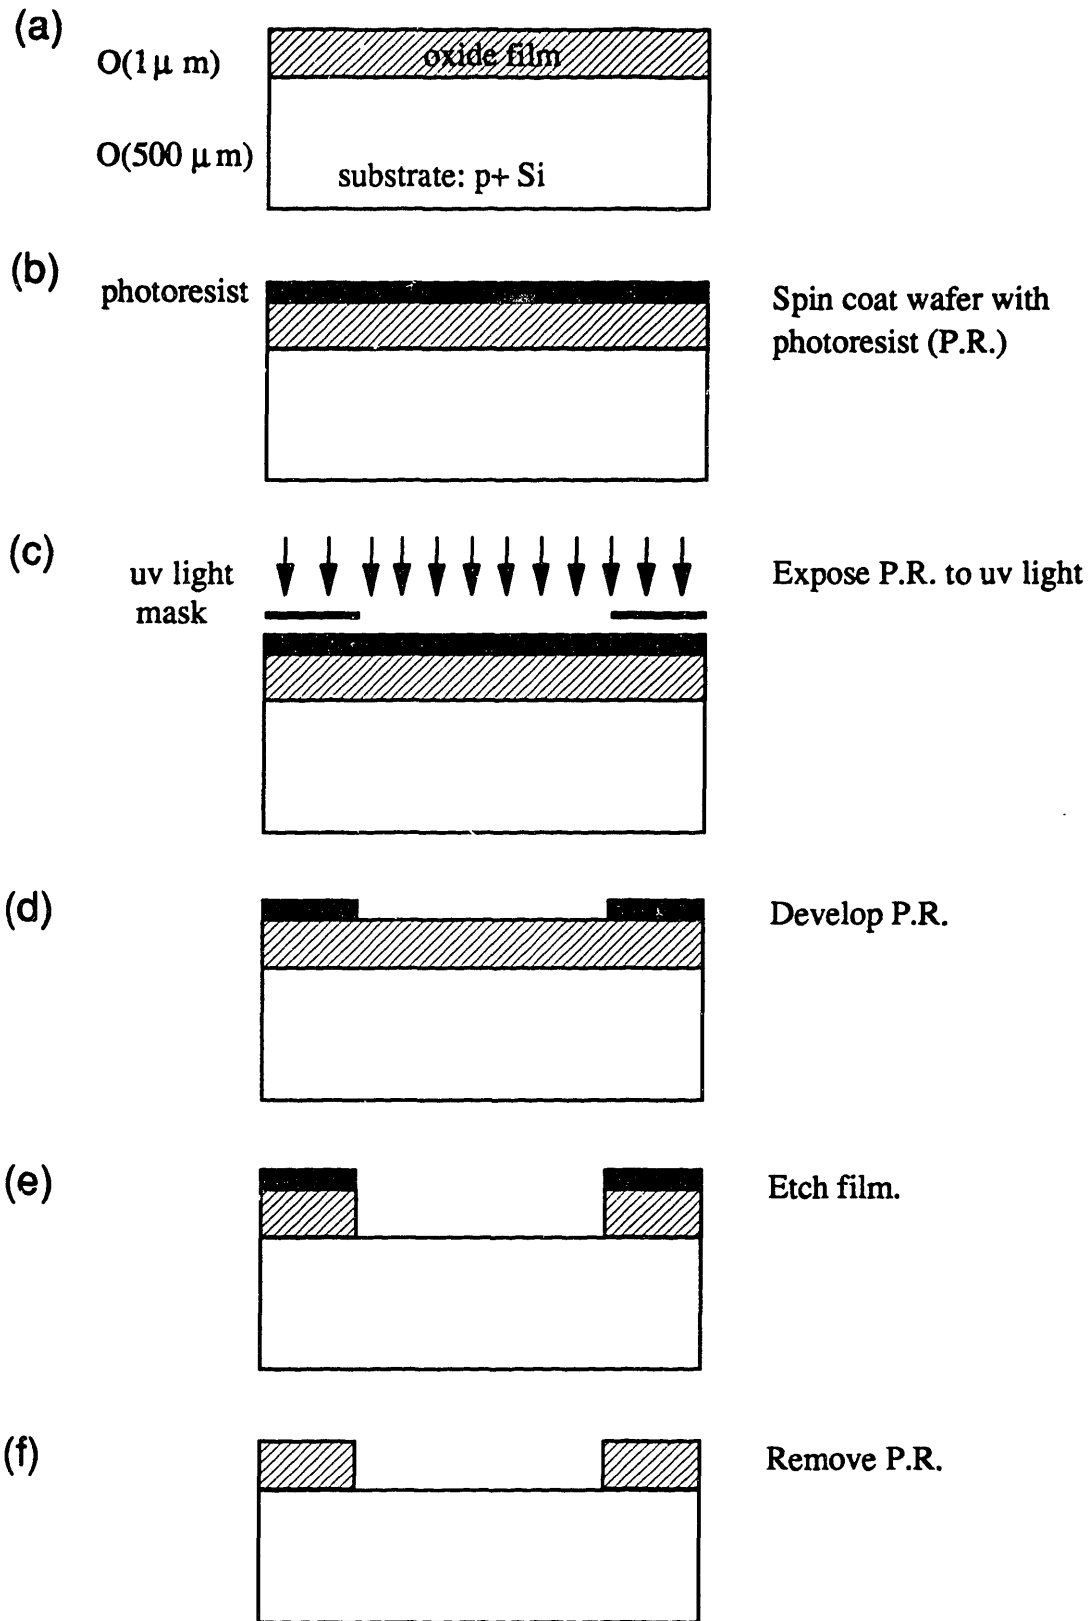 (a)
O(1 μ m)
oxide film
O(500 μ m)
substrate: p+ Si
(b)
photoresist
Spin coat wafer with
photoresist (P.R.)
(c)
uv light
mask
Expose P.R. to uv light
(d)
Develop P.R.
(e)
Etch film.
(f)
Remove P.R.